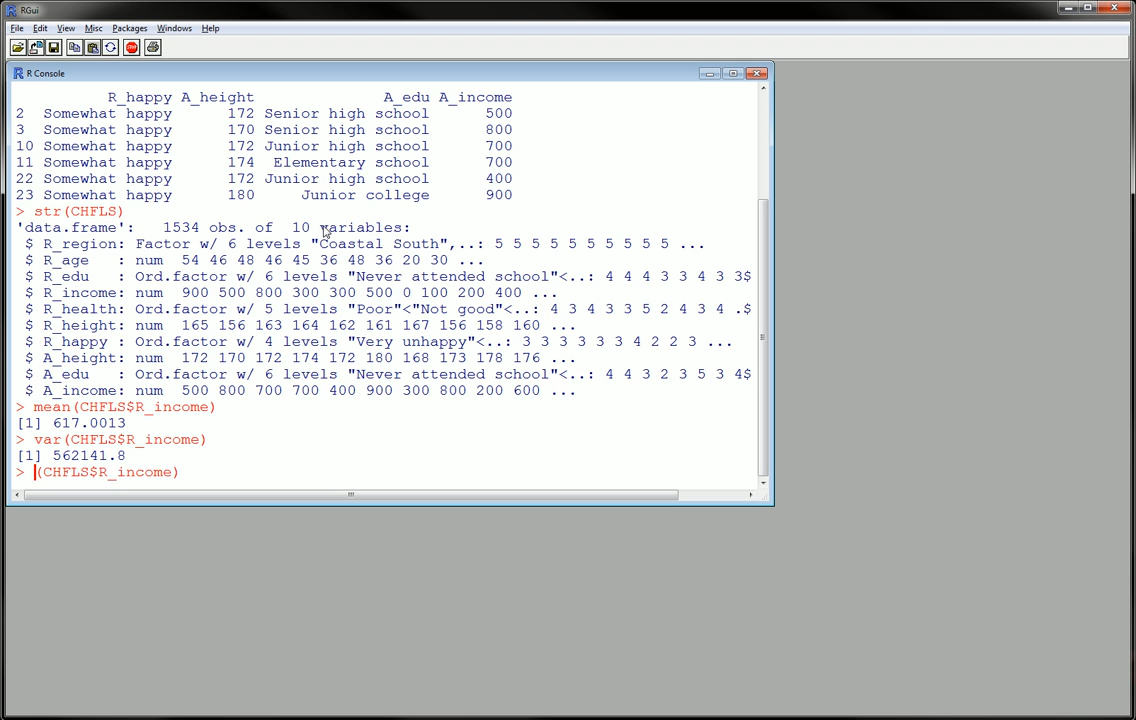 RGui
File Edit View Misc Packages Windows Help
STOP
R Console
R_happy A_height A_edu A_income
2 Somewhat happy 172 Senior high school 500
3 Somewhat happy 170 Senior high school 800
10 Somewhat happy 172 Junior high school 700
11 Somewhat happy 174 Elementary school 700
22 Somewhat happy 172 Junior high school 400
23 Somewhat happy 180 Junior college 900
> str(CHFLS)
'data.frame': 1534 obs. of 10 variables:
$ R_region: Factor w/ 6 levels "Coastal South",..: 5 5 5 5 5 5 5 5 5 5 ...
$ R_age : num 54 46 48 46 45 36 48 36 20 30 ...
$ R_edu : Ord.factor w/ 6 levels "Never attended school"<..: 4 4 4 3 3 4 3 3$
$ R_income: num 900 500 800 300 300 500 0 100 200 400 ...
$ R_health: Ord.factor w/ 5 levels "Poor"<"Not good"<..: 4 3 4 3 3 5 2 4 3 4 .$
$ R_height: num 165 156 163 164 162 161 167 156 158 160 ...
$ R_happy : Ord.factor w/ 4 levels "Very unhappy"<..: 3 3 3 3 3 3 4 2 2 3 ...
$ A_height: num 172 170 172 174 172 180 168 173 178 176 ...
$ A_edu : Ord.factor w/ 6 levels "Never attended school"<..: 4 4 3 2 3 5 3 4$
$ A_income: num 500 800 700 700 400 900 300 800 200 600 ...
> mean(CHFLS$R_income)
[1] 617.0013
> var(CHFLS$R_income)
[1] 562141.8
> (CHFLS$R_income)